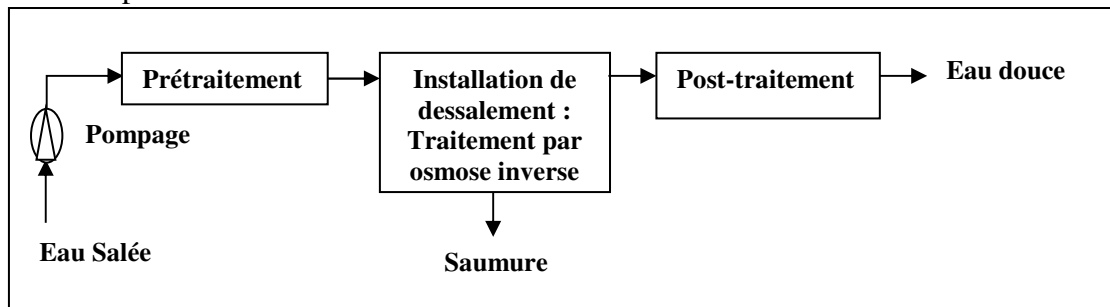 Prétraitement
Installation de
dessalement :
Traitement par
osmose inverse
Post-traitement
Eau douce
Pompage
Eau Salée
Saumure